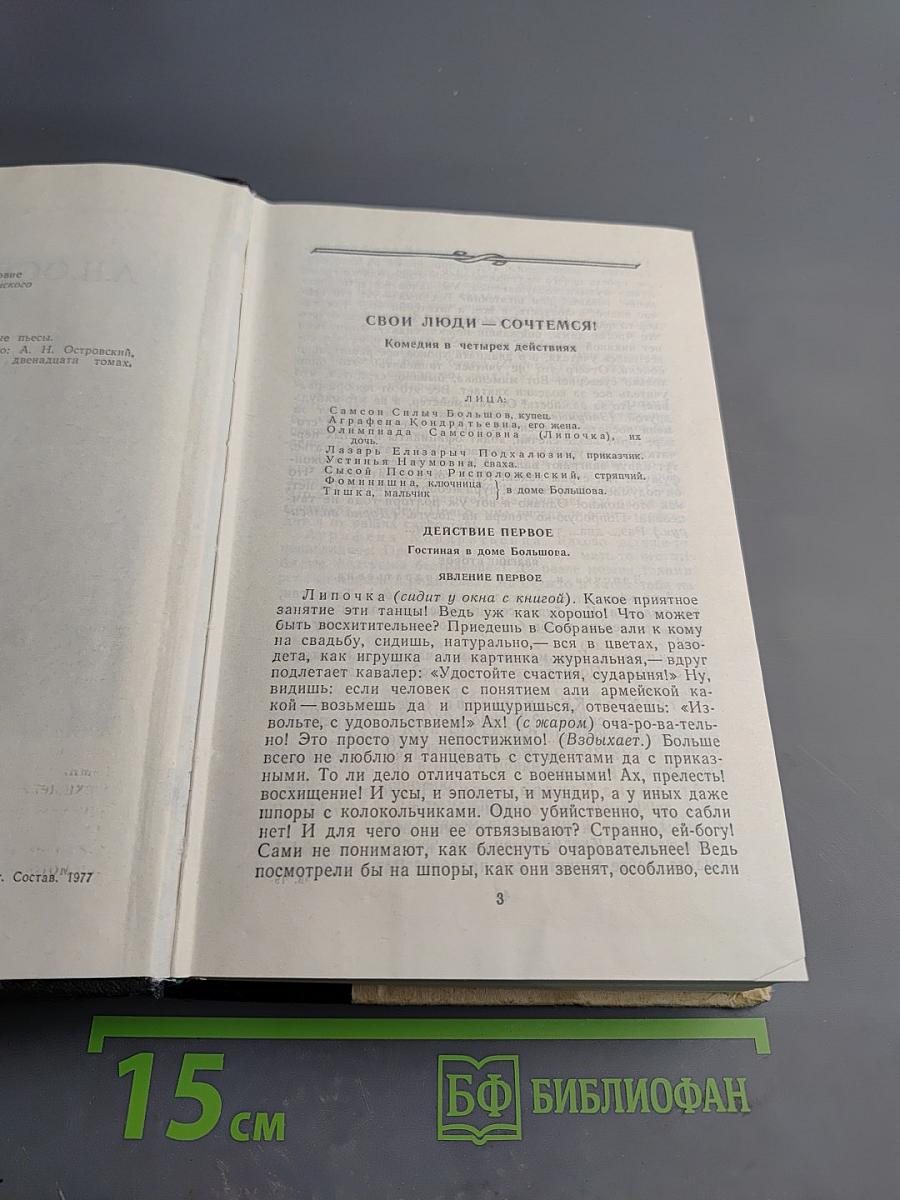 ские пьесы.
о: А. Н. Островский,
двенадцати томах,
г. Состав. 1977
СВОИ ЛЮДИ — СОЧТЕМСЯ!
Комедия в четырех действиях
ЛИЦА:
Самсон Силыч Большов, купец.
Аграфена Кондратьевна, его жена.
Олимпиада Самсоновна (Липочка), их
дочь.
Лазарь Елизарыч Подхалюзин, приказчик.
Устинья Наумовна, сваха.
Сысой Псоич Рисположенский, стряпчий.
Фоминишна, ключница
Тишка, мальчик } в доме Большова.
ДЕЙСТВИЕ ПЕРВОЕ
Гостиная в доме Большова.
ЯВЛЕНИЕ ПЕРВОЕ
Липочка (сидит у окна с книгой). Какое приятное
занятие эти танцы! Ведь уж как хорошо! Что может
быть восхитительнее? Приедешь в Собранье али к кому
на свадьбу, сидишь, натурально,— вся в цветах, разо-
дета, как игрушка али картинка журнальная,— вдруг
подлетает кавалер: «Удостойте счастия, сударыня!» Ну,
видишь: если человек с понятием али армейской ка-
кой — возьмешь да и прищуришься, отвечаешь: «Из-
вольте, с удовольствием!» Ах! (с жаром) оча-ро-ва-тель-
но! Это просто уму непостижимо! (Вздыхает.) Больше
всего не люблю я танцевать с студентами да с приказ-
ными. То ли дело отличаться с военными! Ах, прелесть!
восхищение! И усы, и эполеты, и мундир, а у иных даже
шпоры с колокольчиками. Одно убийственно, что сабли
нет! И для чего они ее отвязывают? Странно, ей-богу!
Сами не понимают, как блеснуть очаровательнее! Ведь
посмотрели бы на шпоры, как они звенят, особливо, если
3
15 см
БФ БИБЛИОФАН